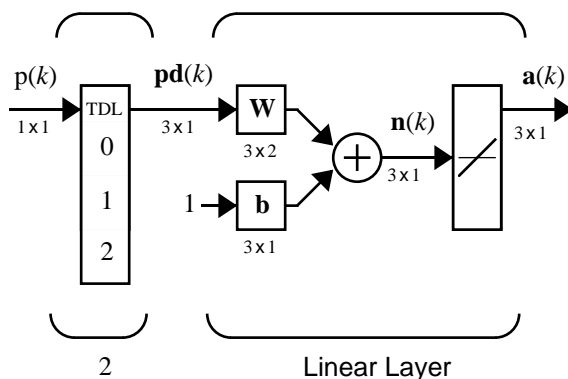 p(k)
1 x 1
TDL
0
1
2
pd(k)
3 x 1
W
3 x 2
1
b
3 x 1
n(k)
3 x 1
a(k)
3 x 1
2
Linear Layer